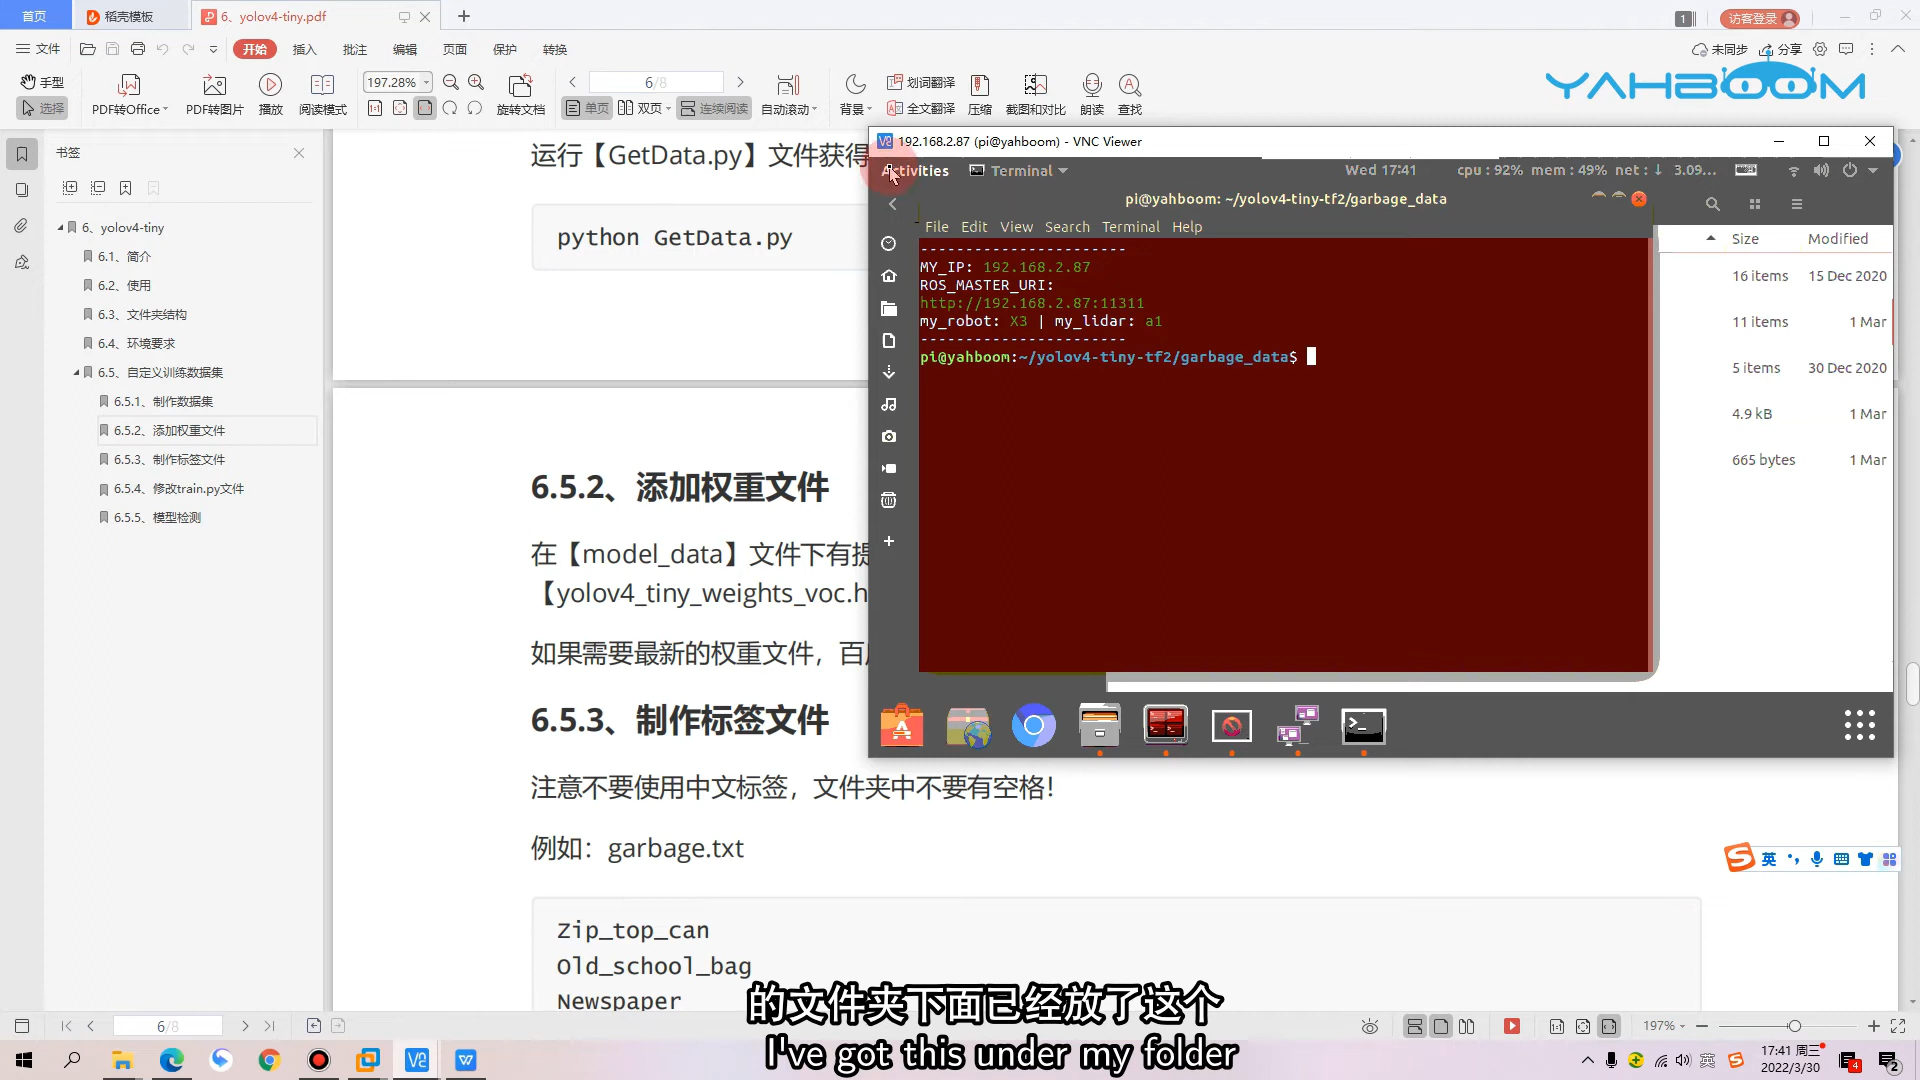 首页
稻壳模板
6、yolov4-tiny.pdf
1
访客登录
文件
开始
插入
批注
编辑
页面
保护
转换
未同步
分享
手型
选择
PDF转Office
PDF转图片
播放
阅读模式
197.28%
旋转文档
6/8
单页
双页
连续阅读
自动滚动
背景
划词翻译
全文翻译
压缩
截图和对比
朗读
查找
YAHBOOM
书签
6、yolov4-tiny
6.1、简介
6.2、使用
6.3、文件夹结构
6.4、环境要求
6.5、自定义训练数据集
6.5.1、制作数据集
6.5.2、添加权重文件
6.5.3、制作标签文件
6.5.4、修改train.py文件
6.5.5、模型检测
运行【GetData.py】文件获得
python GetData.py
6.5.2、添加权重文件
在【model_data】文件下有提
【yolov4_tiny_weights_voc.h
如果需要最新的权重文件，百度
6.5.3、制作标签文件
注意不要使用中文标签，文件夹中不要有空格！
例如：garbage.txt
Zip_top_can
Old_school_bag
Newspaper
192.168.2.87 (pi@yahboom) - VNC Viewer
Activities
Terminal
Wed 17:41
cpu : 92% mem : 49% net : ↓ 3.09...
pi@yahboom: ~/yolov4-tiny-tf2/garbage_data
File Edit View Search Terminal Help
-----------------------
MY_IP: 192.168.2.87
ROS_MASTER_URI:
http://192.168.2.87:11311
my_robot: X3 | my_lidar: a1
-----------------------
pi@yahboom:~/yolov4-tiny-tf2/garbage_data$
Size Modified
16 items 15 Dec 2020
11 items 1 Mar
5 items 30 Dec 2020
4.9 kB 1 Mar
665 bytes 1 Mar
英
的文件夹下面已经放了这个
I've got this under my folder
6/8
197%
英
17:41 周三
2022/3/30
4
2